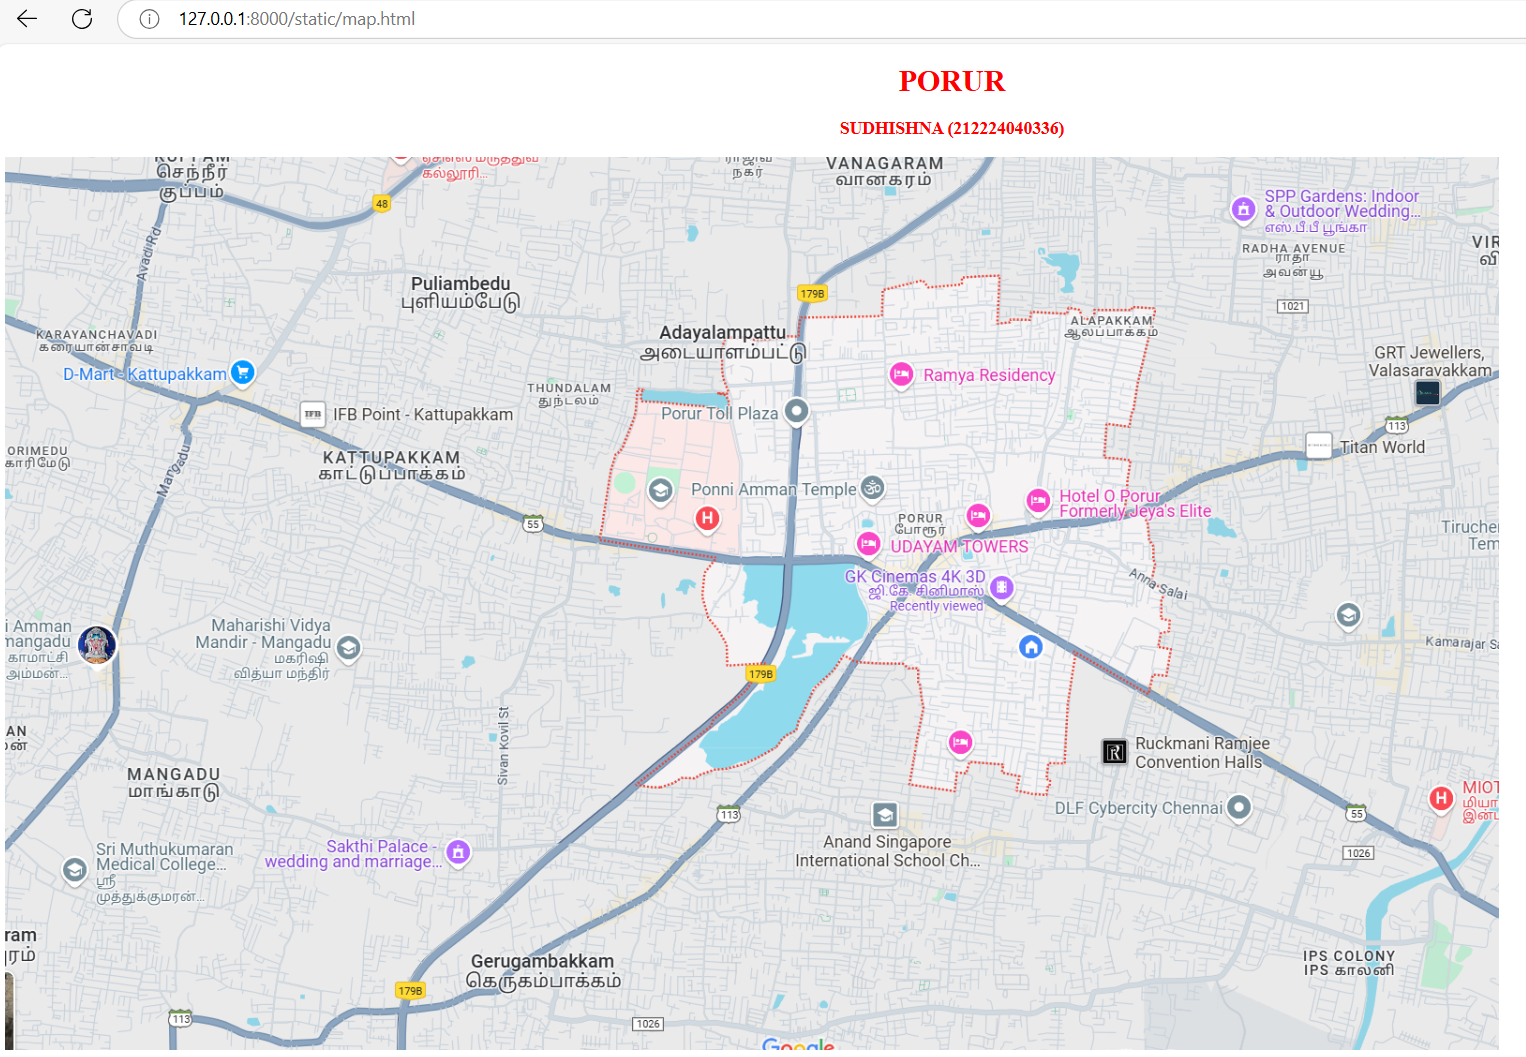 127.0.0.1:8000/static/map.html
PORUR
SUDHISHNA (212224040336)
செந்நீர்
குப்பம்
கல்லூரி...
நகர்
VANAGARAM
வானகரம்
48
Avadi Rd
SPP Gardens: Indoor
& Outdoor Wedding...
எஸ்.பி.பி பூங்கா
RADHA AVENUE
ராதா
அவன்யூ
VIR
வி
Puliambedu
புளியம்பேடு
179B
1021
KARAYANCHAVADI
கரையான்சாவடி
Adayalampattu
அடையாளம்பட்டு
ALAPAKKAM
ஆலப்பாக்கம்
GRT Jewellers,
Valasaravakkam
D-Mart - Kattupakkam
Ramya Residency
THUNDALAM
துந்டலம்
IFB
IFB Point - Kattupakkam
Porur Toll Plaza
113
Titan World
ORIMEDU
காரிமேடு
KATTUPAKKAM
காட்டுப்பாக்கம்
Mangadu
Ponni Amman Temple
ॐ
H
Hotel O Porur
Formerly Jeya's Elite
55
PORUR
போரூர்
UDAYAM TOWERS
Tirucher
Tem
GK Cinemas 4K 3D
ஜி.கே. சினிமாஸ்
Recently viewed
Anna Salai
i Amman
mangadu
காமாட்சி
அம்மன்...
Maharishi Vidya
Mandir - Mangadu
மகரிஷி
வித்யா மந்திர்
Kamarajar Sa
179B
Sivan Kovil St
AN
MANGADU
மாங்காடு
R
Ruckmani Ramjee
Convention Halls
DLF Cybercity Chennai
H
MIOT
மியா
இன்ட
113
55
Anand Singapore
International School Ch...
1026
Sri Muthukumaran
Medical College...
ஸ்ரீ
முத்துக்குமரன்...
Sakthi Palace -
wedding and marriage...
ram
புரம்
Gerugambakkam
கெருகம்பாக்கம்
IPS COLONY
IPS காலனி
179B
113
1026
Google